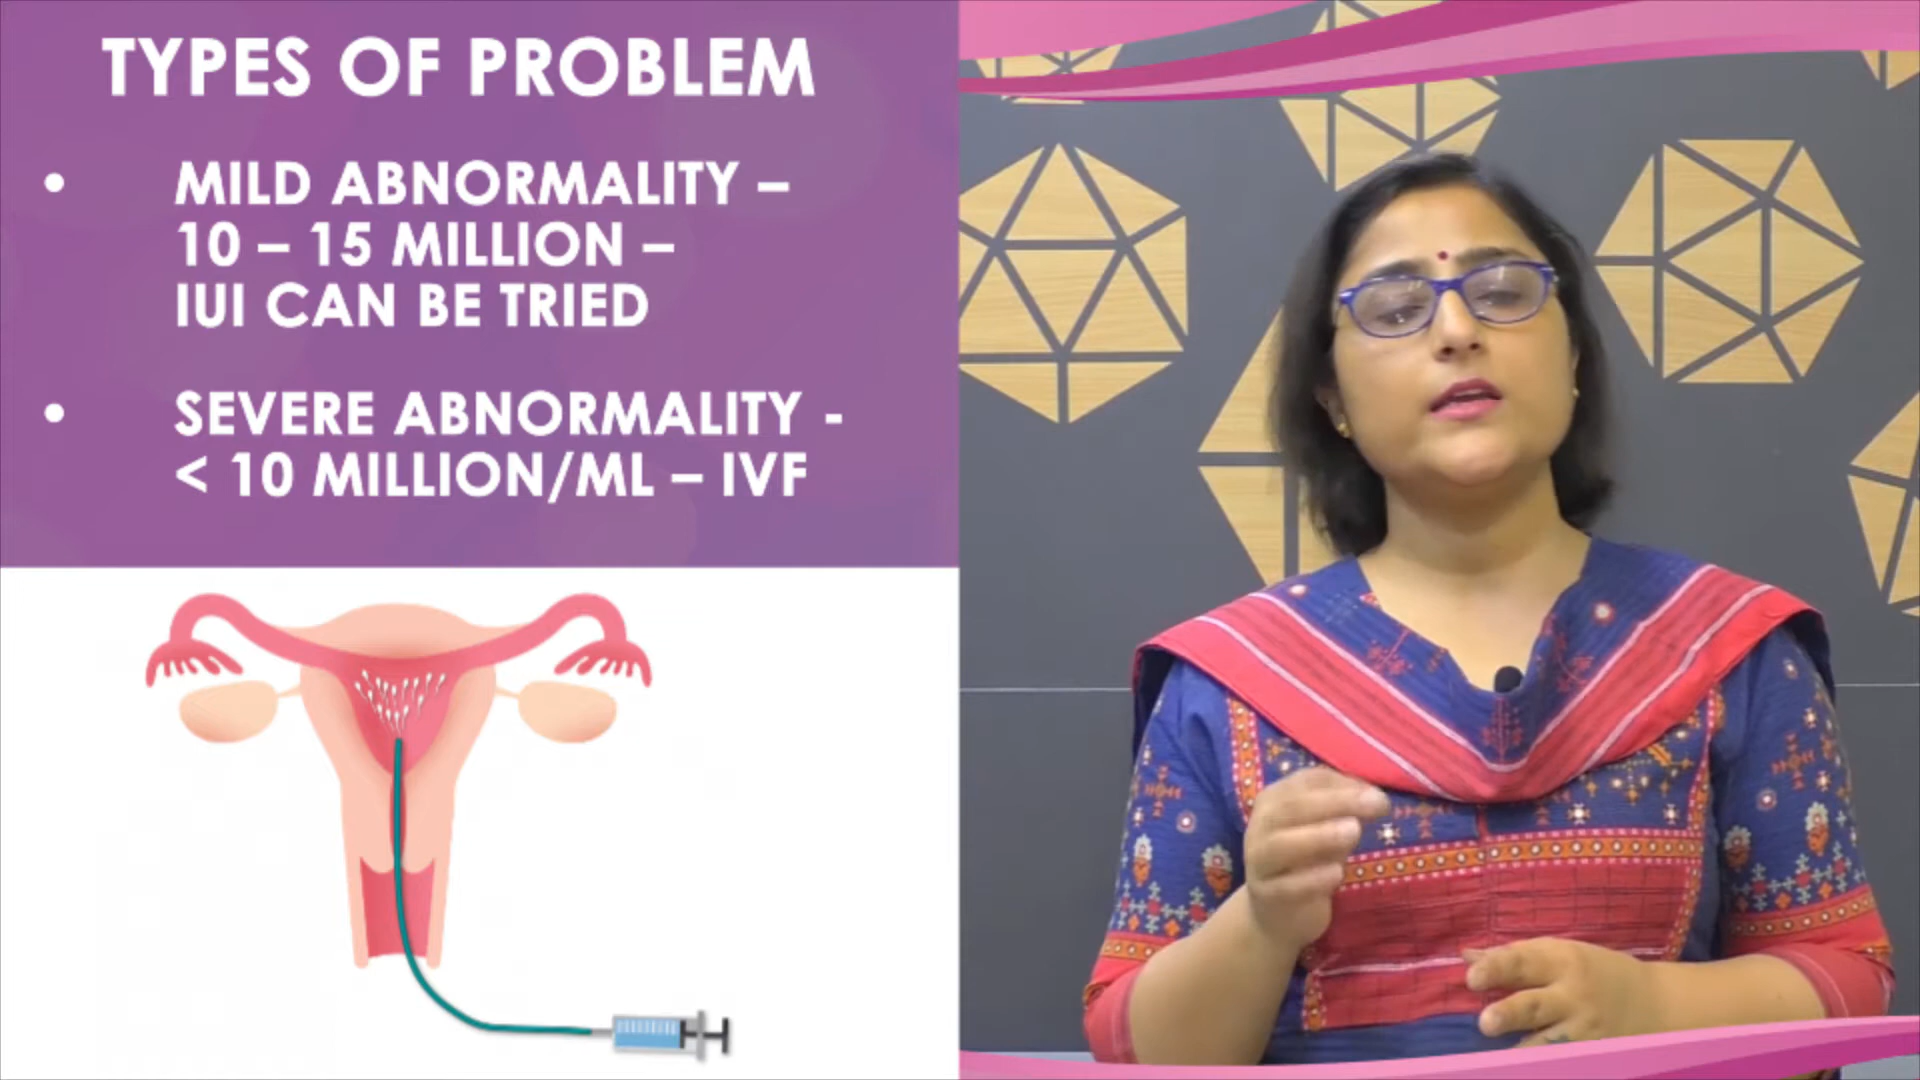 TYPES OF PROBLEM
• MILD ABNORMALITY –
10 – 15 MILLION –
IUI CAN BE TRIED
• SEVERE ABNORMALITY -
< 10 MILLION/ML – IVF